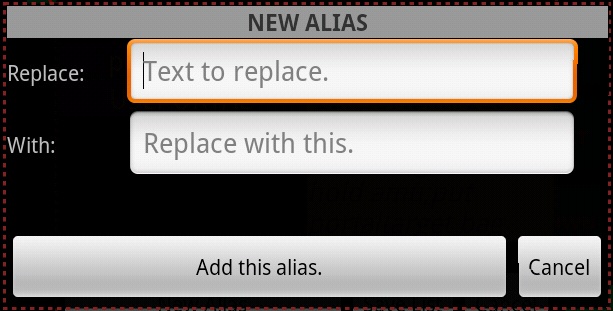 NEW ALIAS
Replace: Text to replace.
With: Replace with this.
Add this alias. Cancel